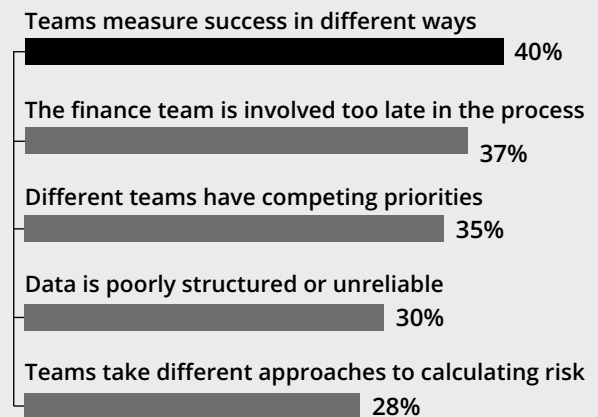 Teams measure success in different ways
40%
The finance team is involved too late in the process
37%
Different teams have competing priorities
35%
Data is poorly structured or unreliable
30%
Teams take different approaches to calculating risk
28%